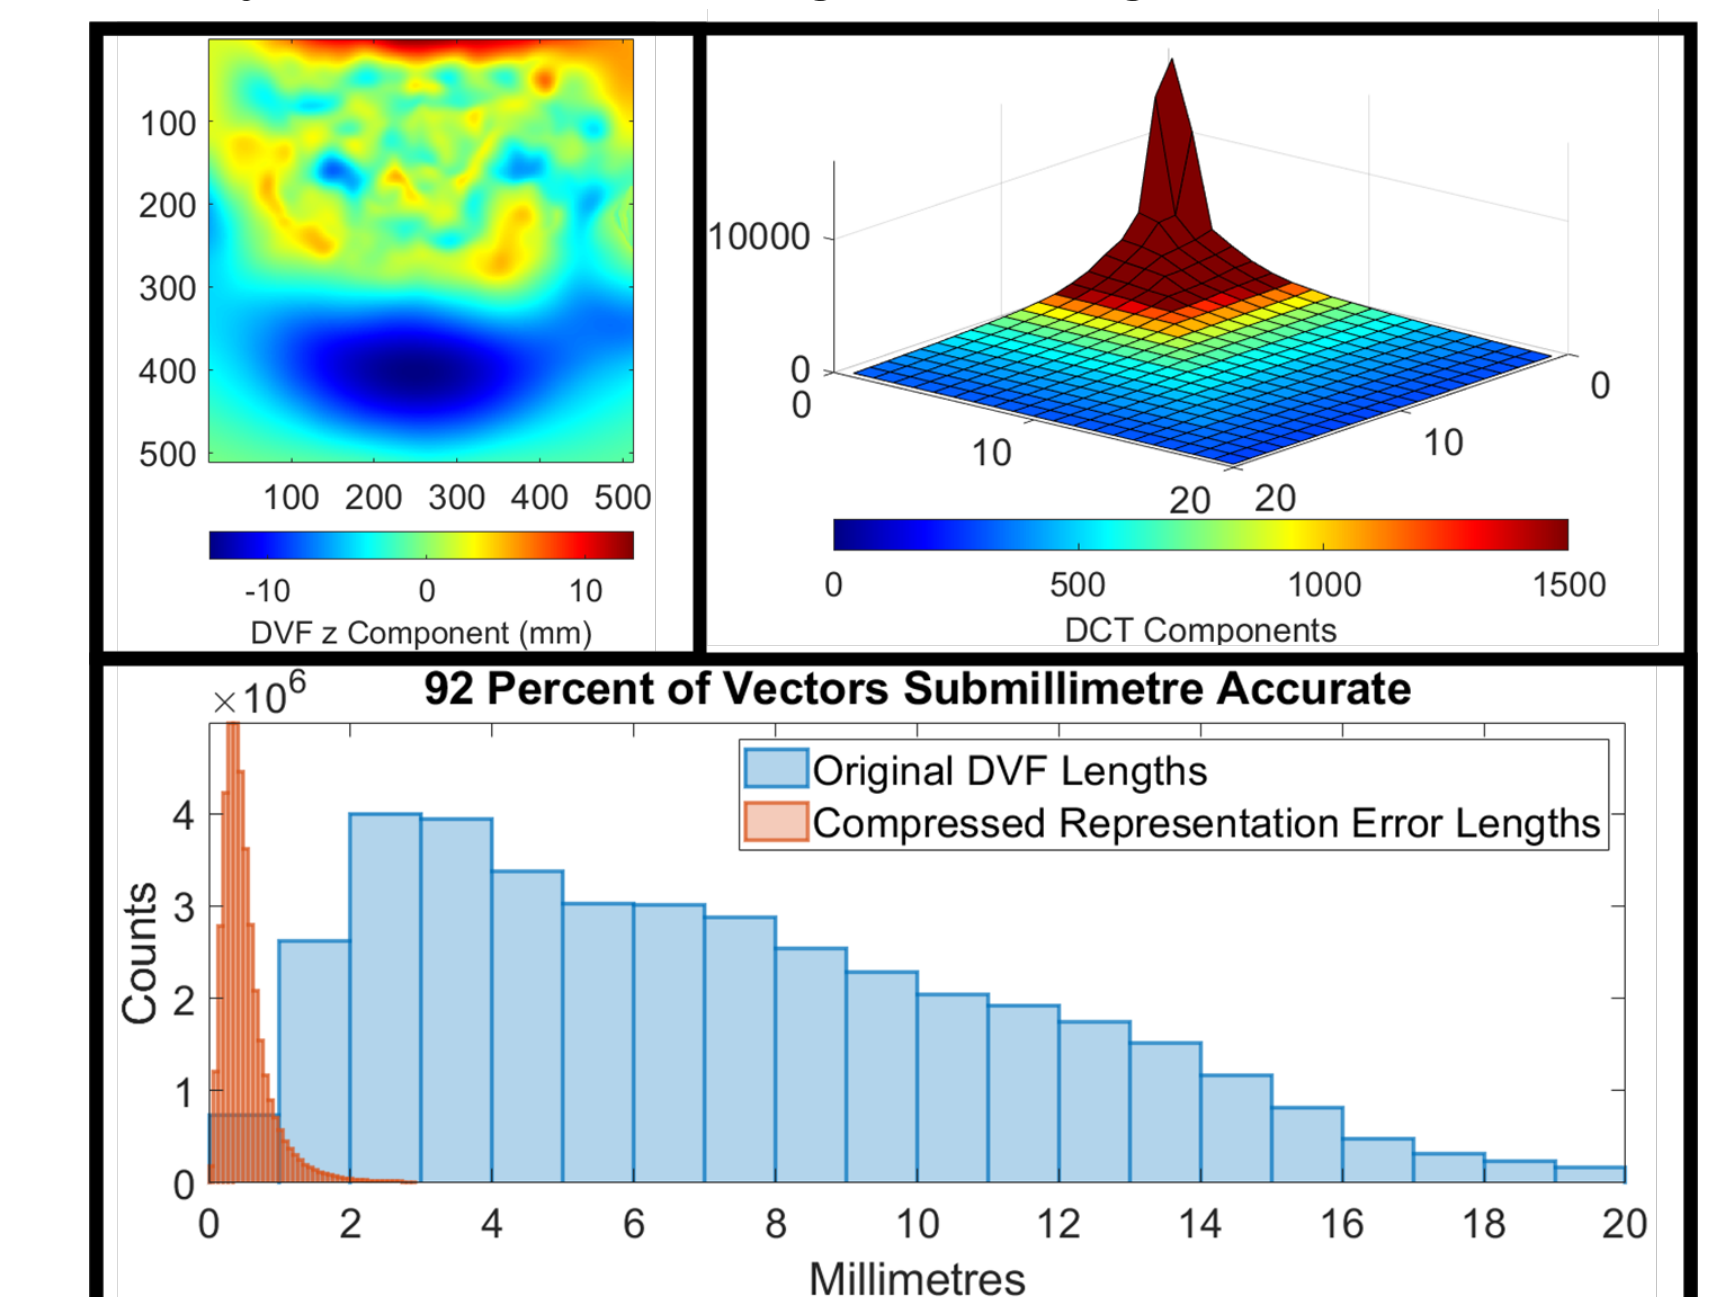 100
200
300
400
500
100 200 300 400 500
-10 0 10
DVF z Component (mm)
10000
0
0
10
20
20
10
0
0 500 1000 1500
DCT Components
92 Percent of Vectors Submillimetre Accurate
×10⁶
Original DVF Lengths
Compressed Representation Error Lengths
Counts
4
3
2
1
0
0 2 4 6 8 10 12 14 16 18 20
Millimetres